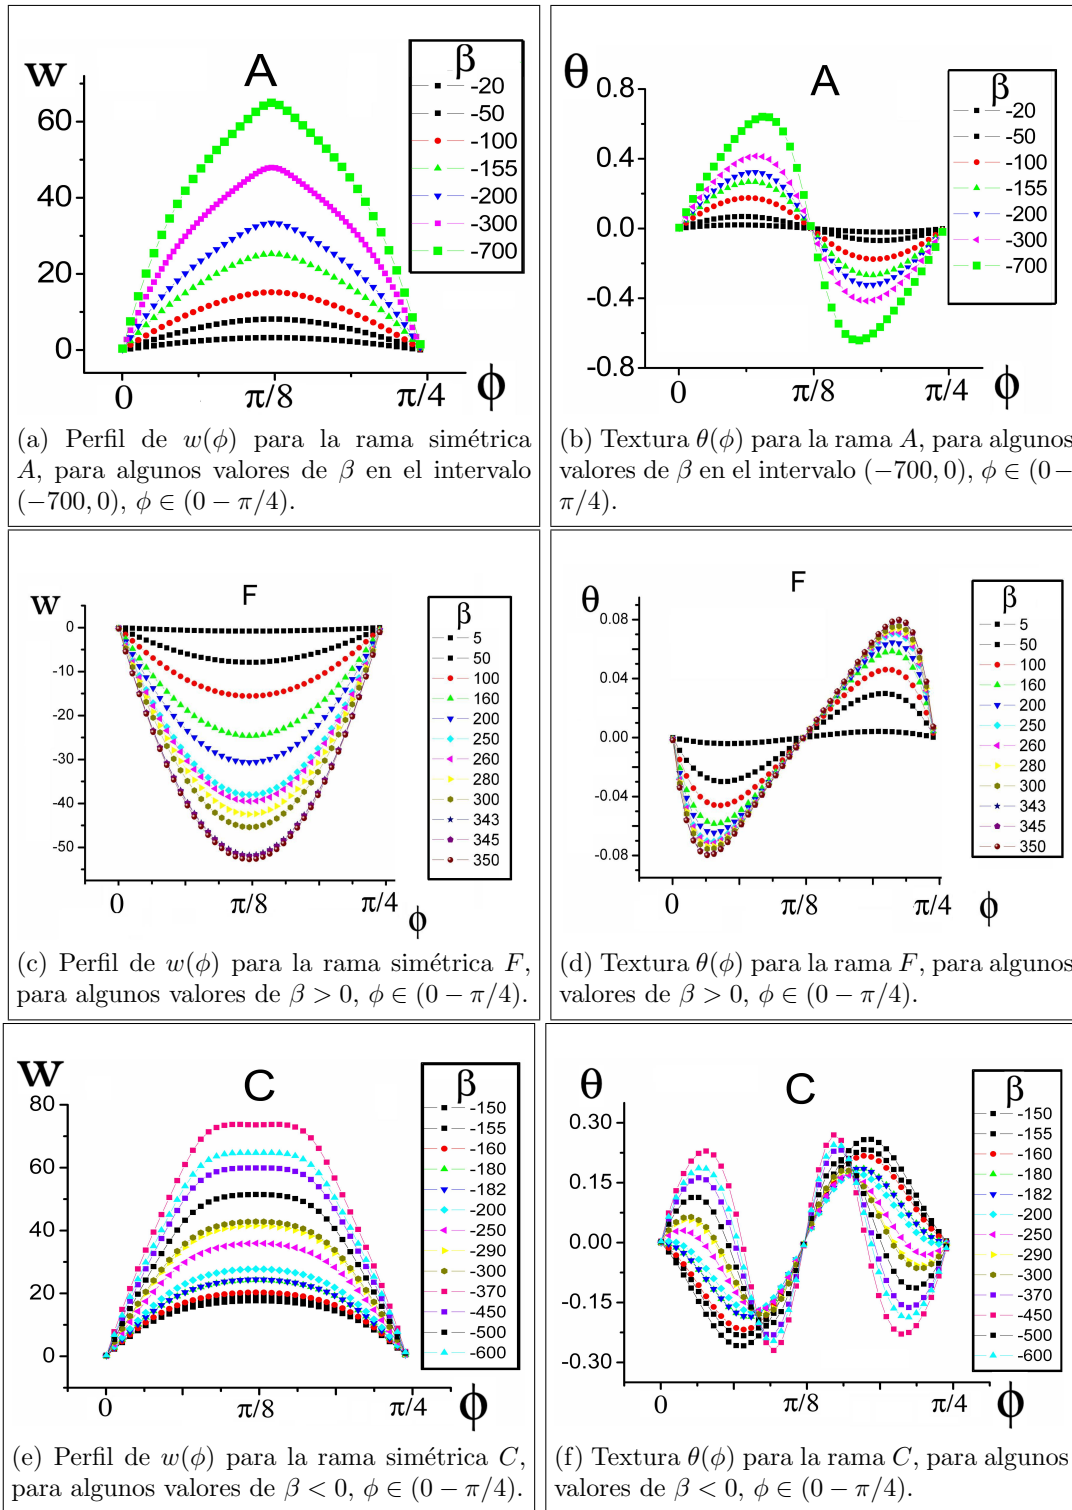 w
A
β
-20
-50
-100
-155
-200
-300
-700
60
40
20
0
0
π/8
π/4
ϕ
(a) Perfil de w(ϕ) para la rama simétrica
A, para algunos valores de β en el intervalo
(−700, 0), ϕ ∈ (0 − π/4).
θ
A
β
-20
-50
-100
-155
-200
-300
-700
0.8
0.4
0.0
-0.4
-0.8
0
π/8
π/4
ϕ
(b) Textura θ(ϕ) para la rama A, para algunos
valores de β en el intervalo (−700, 0), ϕ ∈ (0 −
π/4).
w
F
β
5
50
100
160
200
250
260
280
300
343
345
350
0
-10
-20
-30
-40
-50
0
π/8
π/4
ϕ
(c) Perfil de w(ϕ) para la rama simétrica F,
para algunos valores de β > 0, ϕ ∈ (0 − π/4).
θ
F
β
5
50
100
160
200
250
260
280
300
343
345
350
0.08
0.04
0.00
-0.04
-0.08
0
π/8
π/4
ϕ
(d) Textura θ(ϕ) para la rama F, para algunos
valores de β > 0, ϕ ∈ (0 − π/4).
w
C
β
-150
-155
-160
-180
-182
-200
-250
-290
-300
-370
-450
-500
-600
80
60
40
20
0
0
π/8
π/4
ϕ
(e) Perfil de w(ϕ) para la rama simétrica C,
para algunos valores de β < 0, ϕ ∈ (0 − π/4).
θ
C
β
-150
-155
-160
-180
-182
-200
-250
-290
-300
-370
-450
-500
-600
0.30
0.15
0.00
-0.15
-0.30
0
π/8
π/4
ϕ
(f) Textura θ(ϕ) para la rama C, para algunos
valores de β < 0, ϕ ∈ (0 − π/4).